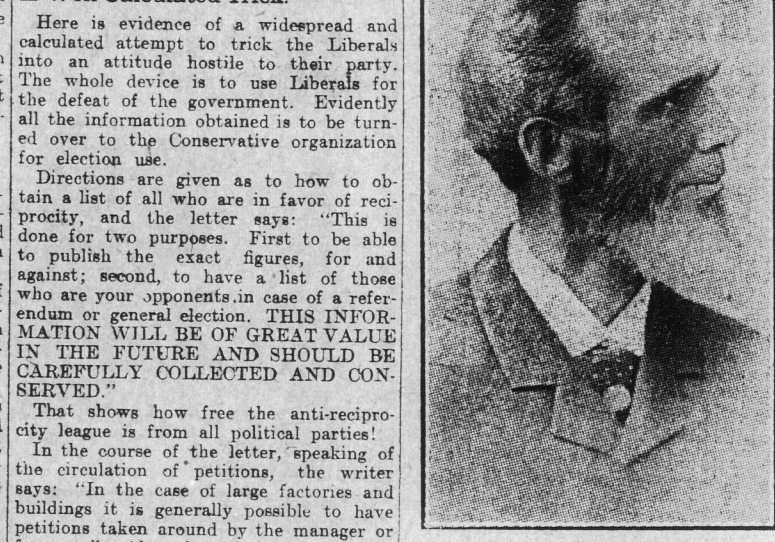 Calculated Trick.
Here is evidence of a widespread and
calculated attempt to trick the Liberals
into an attitude hostile to their party.
The whole device is to use Liberals for
the defeat of the government. Evidently
all the information obtained is to be turn-
ed over to the Conservative organization
for election use.
Directions are given as to how to ob-
tain a list of all who are in favor of reci-
procity, and the letter says: "This is
done for two purposes. First to be able
to publish the exact figures, for and
against; second, to have a list of those
who are your opponents in case of a refer-
endum or general election. THIS INFOR-
MATION WILL BE OF GREAT VALUE
IN THE FUTURE AND SHOULD BE
CAREFULLY COLLECTED AND CON-
SERVED."
That shows how free the anti-recipro-
city league is from all political parties!
In the course of the letter, speaking of
the circulation of petitions, the writer
says: "In the case of large factories and
buildings it is generally possible to have
petitions taken around by the manager or